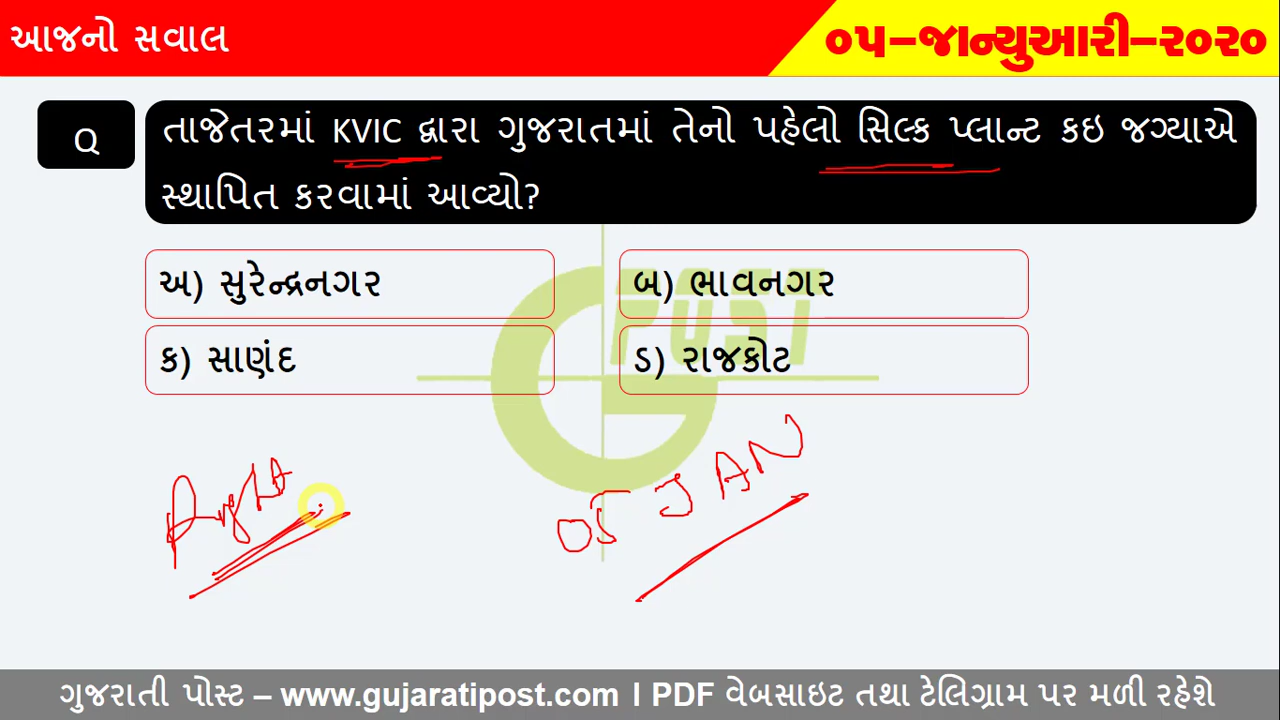 આજનો સવાલ
૦૫-જાન્યુઆરી-૨૦૨૦
Q
તાજેતરમાં KVIC દ્વારા ગુજરાતમાં તેનો પહેલો સિલ્ક પ્લાન્ટ કઇ જગ્યાએ
સ્થાપિત કરવામાં આવ્યો?
અ) સુરેન્દ્રનગર
બ) ભાવનગર
ક) સાણંદ
ડ) રાજકોટ
G POST
05 JAN
ગુજરાતી પોસ્ટ – www.gujaratipost.com I PDF વેબસાઇટ તથા ટેલિગ્રામ પર મળી રહેશે